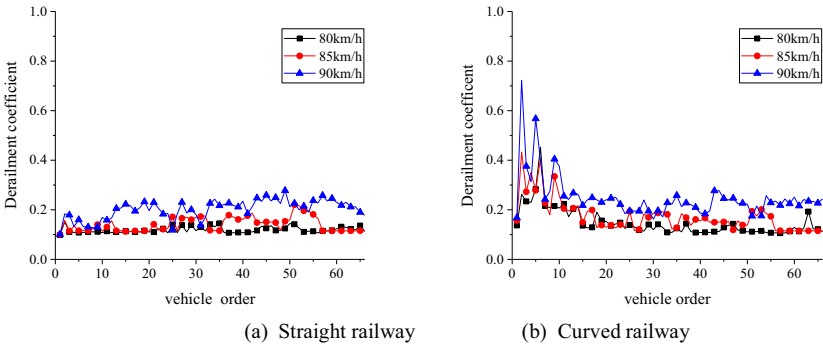 1.0
0.8
0.6
0.4
0.2
0.0
Derailment coefficient
0 10 20 30 40 50 60
vehicle order
80km/h
85km/h
90km/h
(a) Straight railway
1.0
0.8
0.6
0.4
0.2
0.0
Derailment coefficent
0 10 20 30 40 50 60
vehicle order
80km/h
85km/h
90km/h
(b) Curved railway